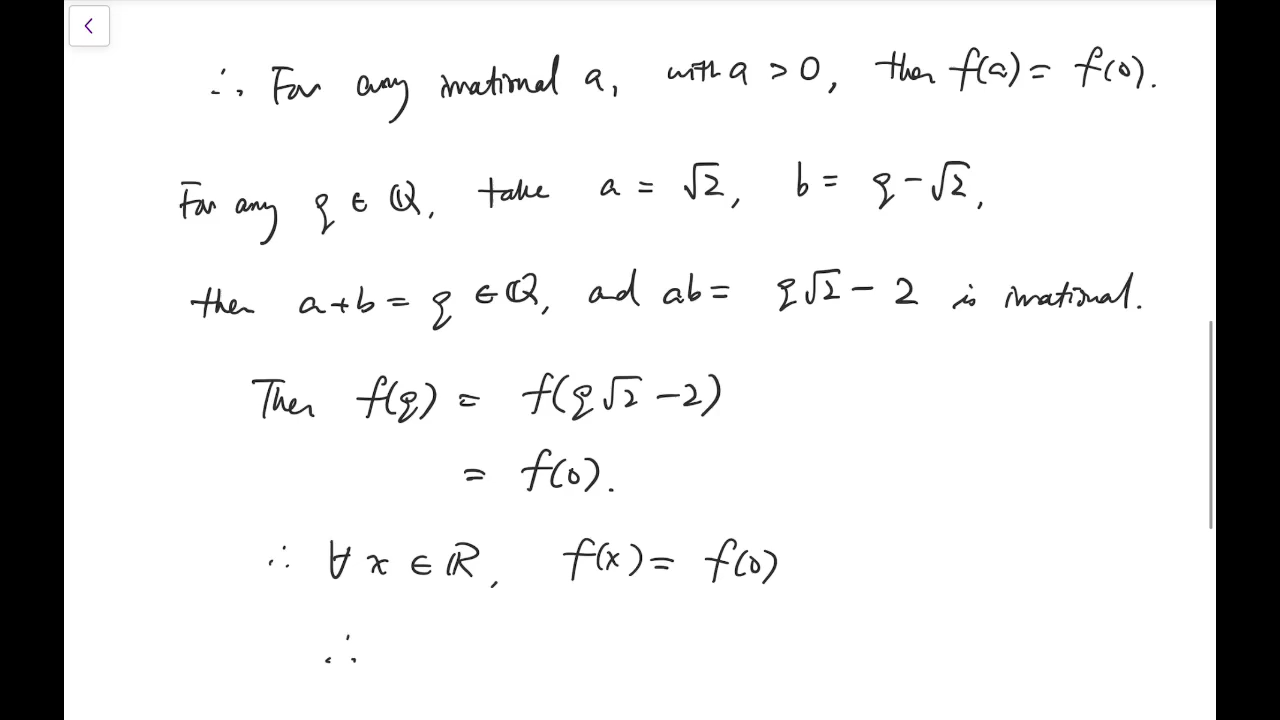 ∴ For any irrational a, with a > 0, then f(a) = f(0).
For any q ∈ ℚ, take a = √2, b = q - √2,
then a+b = q ∈ ℚ, and ab = q√2 - 2 is irrational.
Then f(q) = f(q√2 - 2)
= f(0).
∴ ∀ x ∈ ℝ, f(x) = f(0)
∴